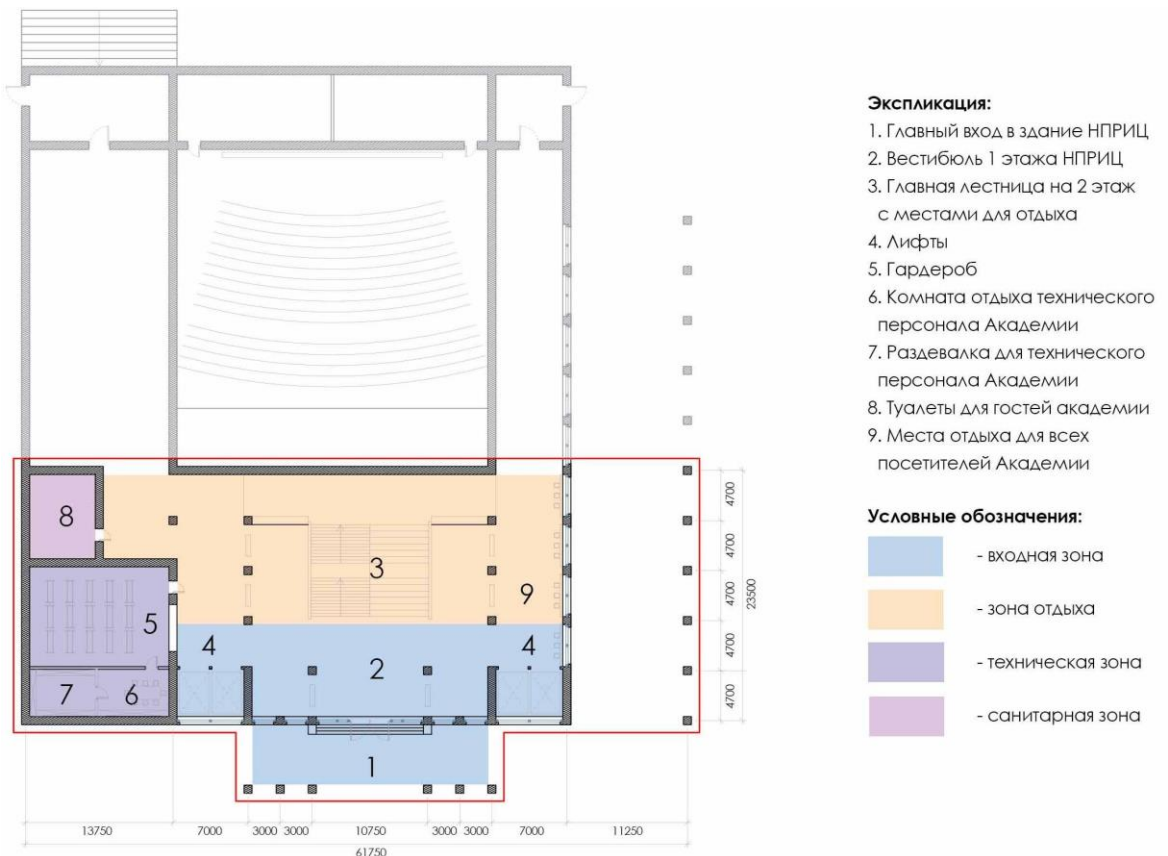 Экспликация:
1. Главный вход в здание НПРИЦ
2. Вестибюль 1 этажа НПРИЦ
3. Главная лестница на 2 этаж
с местами для отдыха
4. Лифты
5. Гардероб
6. Комната отдыха технического
персонала Академии
7. Раздевалка для технического
персонала Академии
8. Туалеты для гостей академии
9. Места отдыха для всех
посетителей Академии
Условные обозначения:
- входная зона
- зона отдыха
- техническая зона
- санитарная зона
8
3
9
5
4
4
2
7
6
1
4700
4700
4700
4700
4700
23500
13750
7000
3000
3000
10750
3000
3000
7000
11250
61750